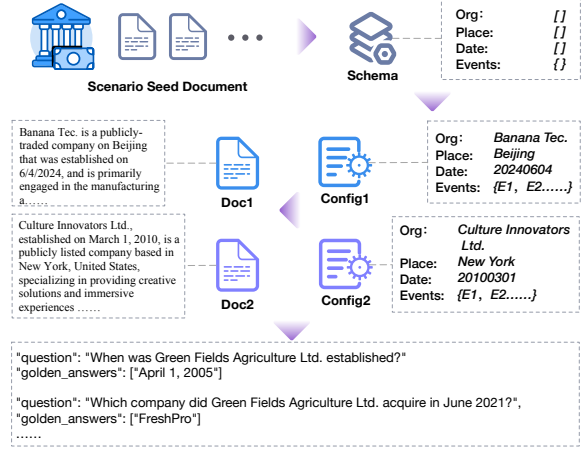 Scenario Seed Document
Schema
Org: []
Place: []
Date: []
Events: {}
Banana Tec. is a publicly-
traded company on Beijing
that was established on
6/4/2024, and is primarily
engaged in the manufacturing
a……
Doc1
Config1
Org: Banana Tec.
Place: Beijing
Date: 20240604
Events: {E1, E2……}
Culture Innovators Ltd.,
established on March 1, 2010, is a
publicly listed company based in
New York, United States,
specializing in providing creative
solutions and immersive
experiences ……
Doc2
Config2
Org: Culture Innovators
Ltd.
Place: New York
Date: 20100301
Events: {E1, E2……}
"question": "When was Green Fields Agriculture Ltd. established?"
"golden_answers": ["April 1, 2005"]
"question": "Which company did Green Fields Agriculture Ltd. acquire in June 2021?",
"golden_answers": ["FreshPro"]
……